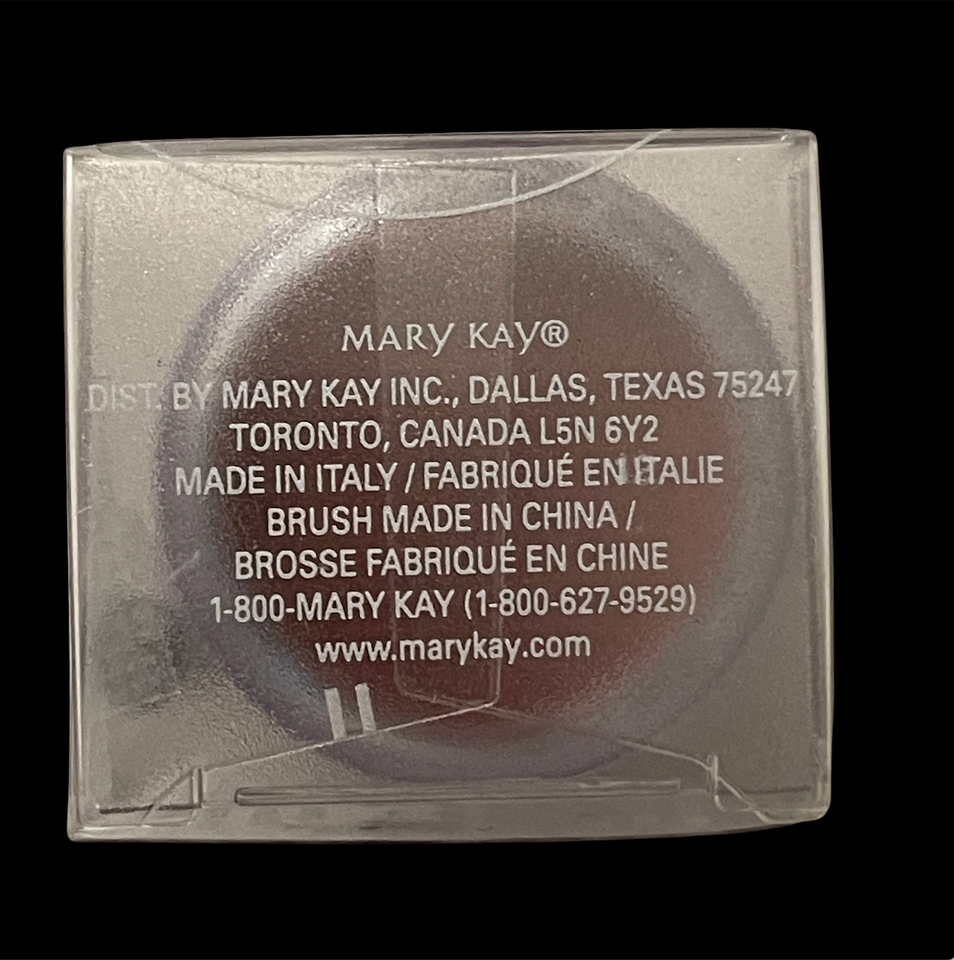 MARY KAY®
DIST. BY MARY KAY INC., DALLAS, TEXAS 75247
TORONTO, CANADA L5N 6Y2
MADE IN ITALY / FABRIQUÉ EN ITALIE
BRUSH MADE IN CHINA /
BROSSE FABRIQUÉ EN CHINE
1-800-MARY KAY (1-800-627-9529)
www.marykay.com